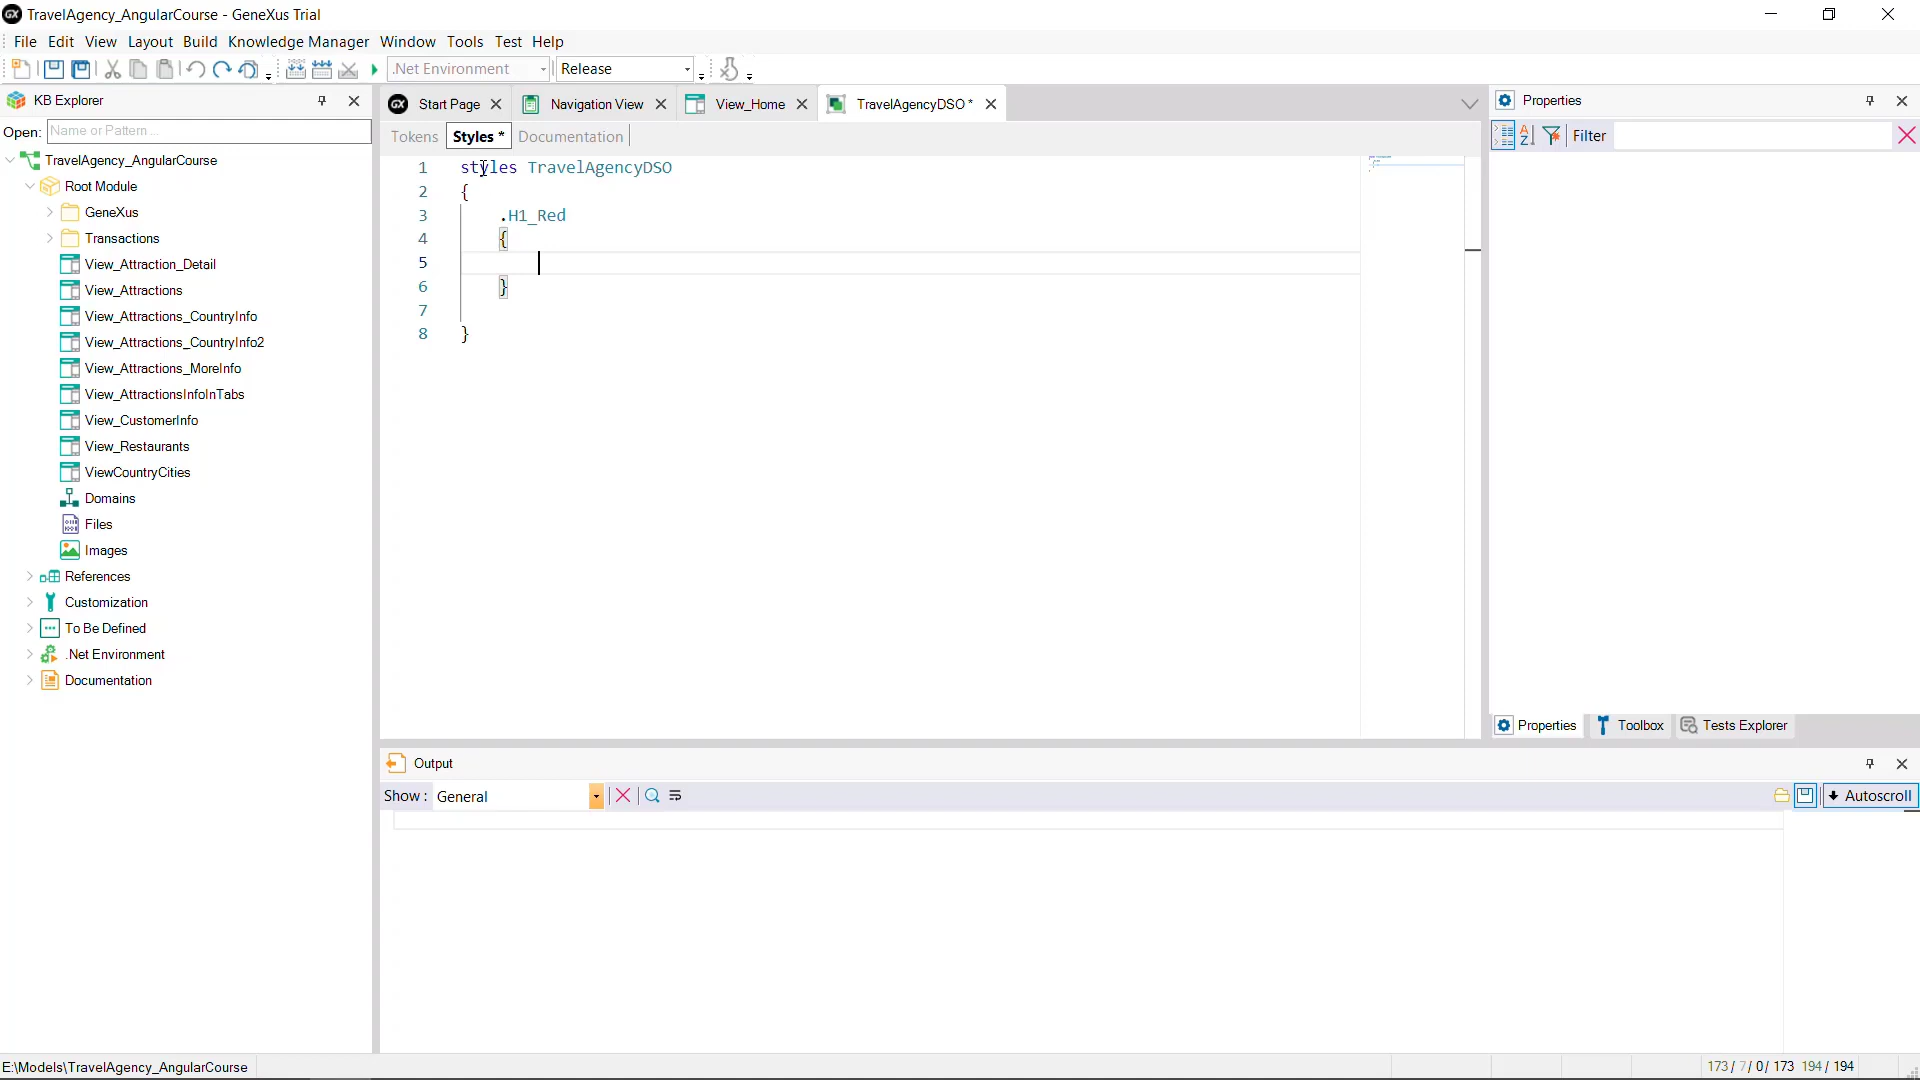 TravelAgency_AngularCourse - GeneXus Trial
File Edit View Layout Build Knowledge Manager Window Tools Test Help
.Net Environment Release
KB Explorer
Open: Name or Pattern ...
TravelAgency_AngularCourse
Root Module
GeneXus
Transactions
View_Attraction_Detail
View_Attractions
View_Attractions_CountryInfo
View_Attractions_CountryInfo2
View_Attractions_MoreInfo
View_AttractionsInfoInTabs
View_CustomerInfo
View_Restaurants
ViewCountryCities
Domains
Files
Images
References
Customization
To Be Defined
.Net Environment
Documentation
GX Start Page Navigation View View_Home TravelAgencyDSO *
Tokens Styles * Documentation
1 styles TravelAgencyDSO
2 {
3 .H1_Red
4 {
5
6 }
7
8 }
Properties
Filter
Properties Toolbox Tests Explorer
Output
Show : General
Autoscroll
E:\Models\TravelAgency_AngularCourse
173 / 7 / 0 / 173 194 / 194